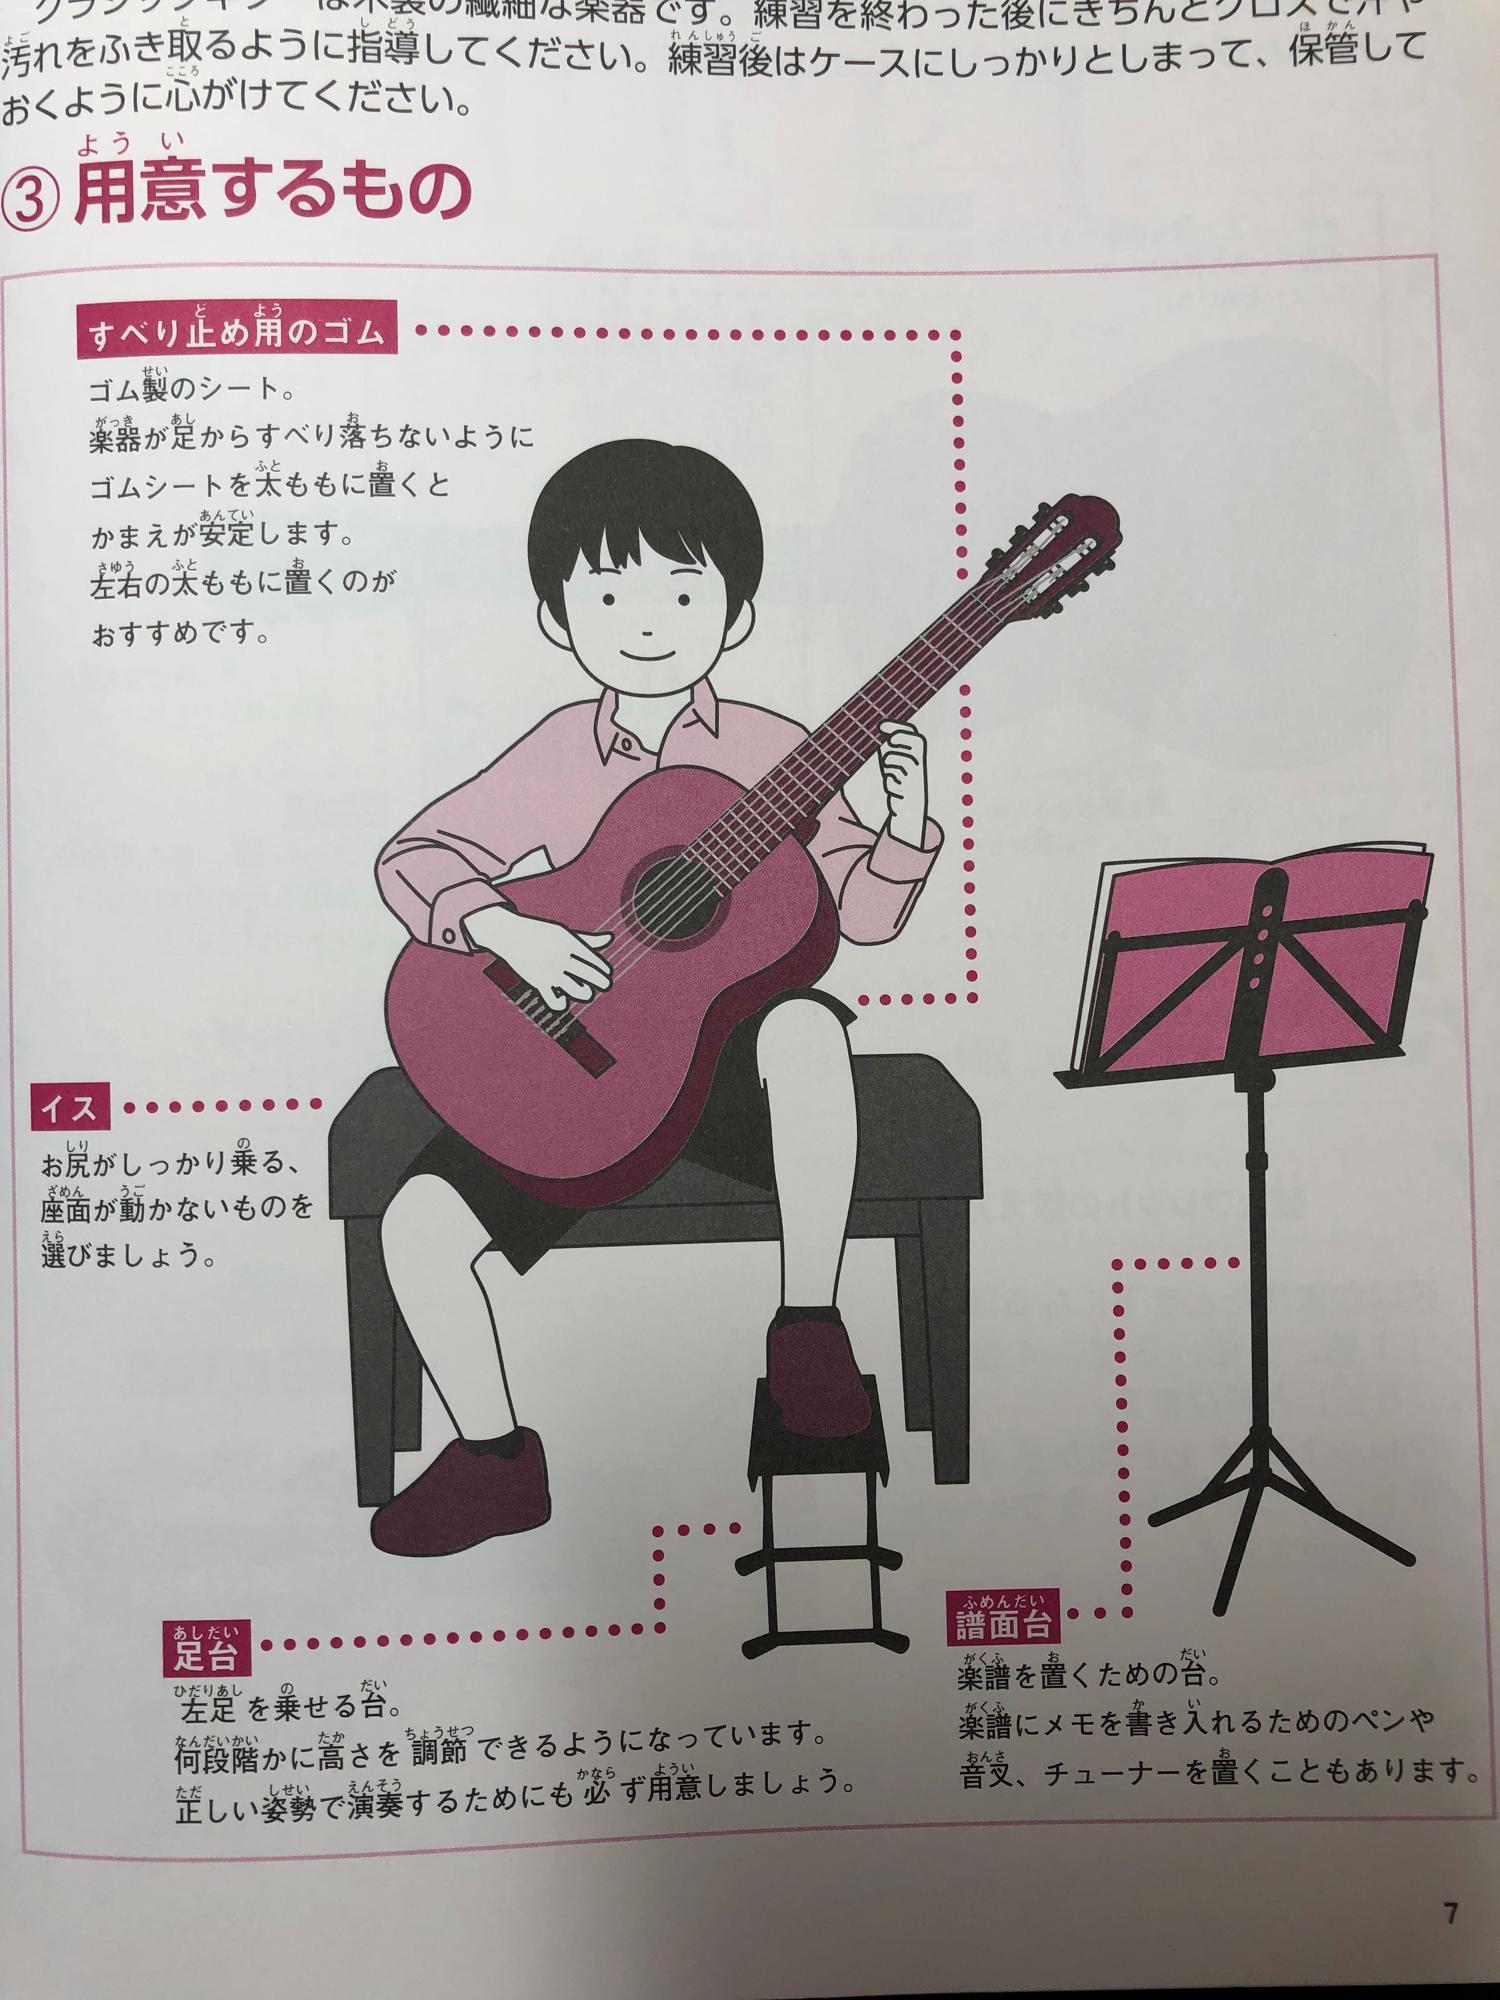 クラシックギターは木製の繊細な楽器です。練習を終わった後にきちんとクロスで汗や
汚れをふき取るように指導してください。練習後はケースにしっかりとしまって、保管して
おくように心がけてください。
③用意するもの
すべり止め用のゴム
ゴム製のシート。
楽器が足からすべり落ちないように
ゴムシートを太ももに置くと
かまえが安定します。
左右の太ももに置くのが
おすすめです。
イス
お尻がしっかり乗る、
座面が動かないものを
選びましょう。
足台
左足を乗せる台。
何段階かに高さを調節できるようになっています。
正しい姿勢で演奏するためにも必ず用意しましょう。
譜面台
楽譜を置くための台。
楽譜にメモを書き入れるためのペンや
音叉、チューナーを置くこともあります。
7